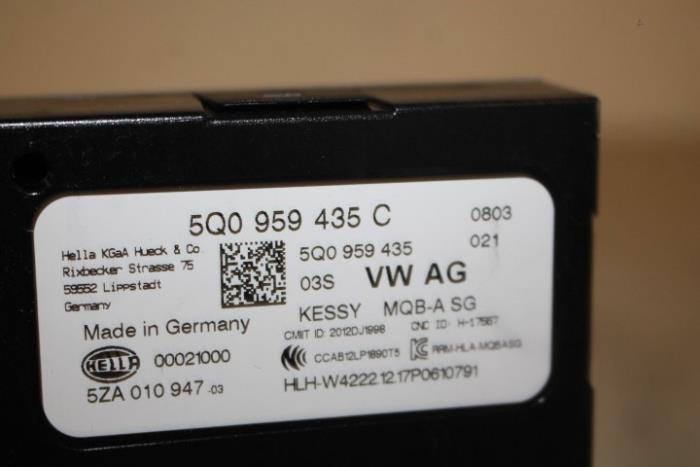 5Q0 959 435 C
0803
021
Hella KGaA Hueck & Co.
Rixbecker Strasse 75
59552 Lippstadt
Germany
5Q0 959 435
03S VW AG
KESSY MQB-A SG
Made in Germany
CMIIT ID: 2012DJ1998 CNC ID: H-17567
HELLA 00021000
CCAB12LP1890T5
RRM-HLA-MQBASG
5ZA 010 947-03
HLH-W4222.12.17P0610791